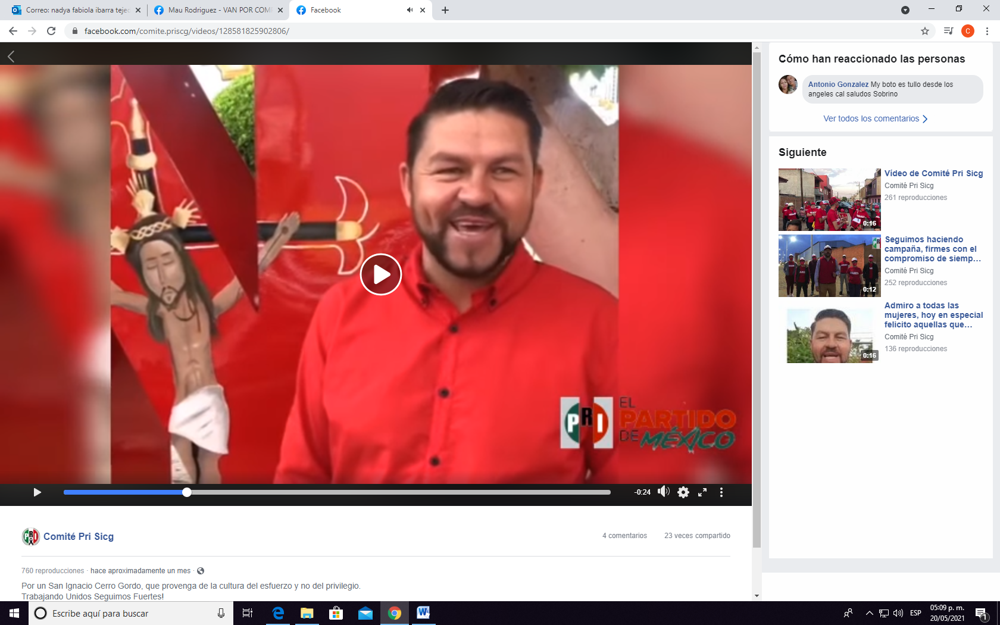 Correo: nadya fabiola ibarra tejec
Mau Rodriguez - VAN POR COMI
Facebook
facebook.com/comite.priscg/videos/128581825902806/
C
PRI
EL
PARTIDO
DE MÉXICO
-0:24
PRI
Comité Pri Sicg
4 comentarios
23 veces compartido
760 reproducciones · hace aproximadamente un mes ·
Por un San Ignacio Cerro Gordo, que provenga de la cultura del esfuerzo y no del privilegio.
Trabajando Unidos Seguimos Fuertes!
Cómo han reaccionado las personas
Antonio Gonzalez My boto es tullo desde los
angeles cal saludos Sobrino
Ver todos los comentarios
Siguiente
0:16
Vídeo de Comité Pri Sicg
Comité Pri Sicg
261 reproducciones
0:12
Seguimos haciendo
campaña, firmes con el
compromiso de siemp...
Comité Pri Sicg
252 reproducciones
0:16
Admiro a todas las
mujeres, hoy en especial
felicito aquellas que...
Comité Pri Sicg
136 reproducciones
Escribe aquí para buscar
ESP
05:09 p. m.
20/05/2021
1